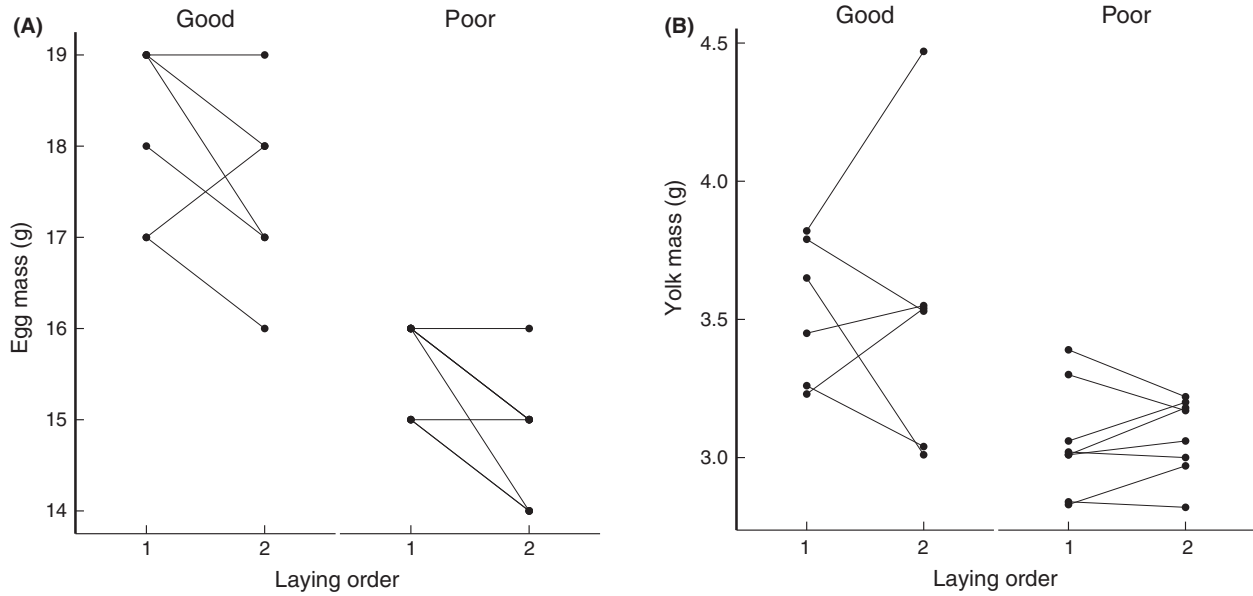 (A)
Good
Poor
Egg mass (g)
19
18
17
16
15
14
1
2
1
2
Laying order
(B)
Good
Poor
Yolk mass (g)
4.5
4.0
3.5
3.0
1
2
1
2
Laying order